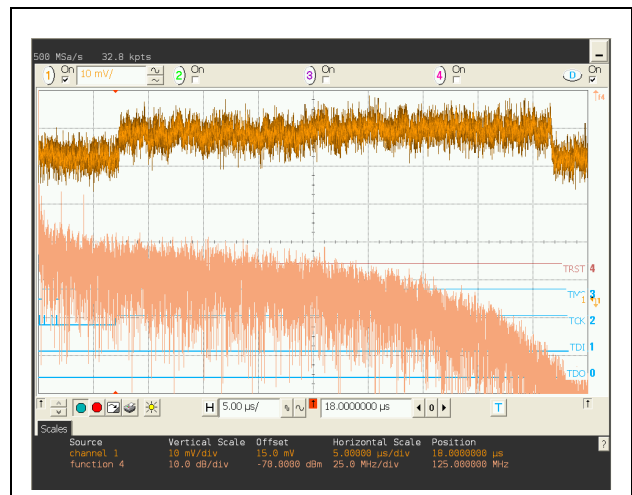 500 MSa/s 32.8 kpts
1 On 10 mV/ 2 On 3 On 4 On D On
TRST 4
TMS 3
TCK 2
TDI 1
TDO 0
H 5.00 µs/ 18.0000000 µs 0 T
Scales
Source Vertical Scale Offset Horizontal Scale Position
channel 1 10 mV/div 15.0 mV 5.00000 µs/div 18.0000000 µs
function 4 10.0 dB/div -70.0000 dBm 25.0 MHz/div 125.000000 MHz
?